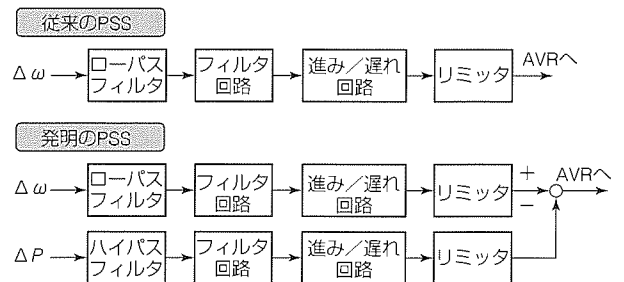 従来のPSS
Δω
ローパス
フィルタ
フィルタ
回路
進み／遅れ
回路
リミッタ
AVRへ
発明のPSS
Δω
ローパス
フィルタ
フィルタ
回路
進み／遅れ
回路
リミッタ
＋
－
AVRへ
ΔP
ハイパス
フィルタ
フィルタ
回路
進み／遅れ
回路
リミッタ